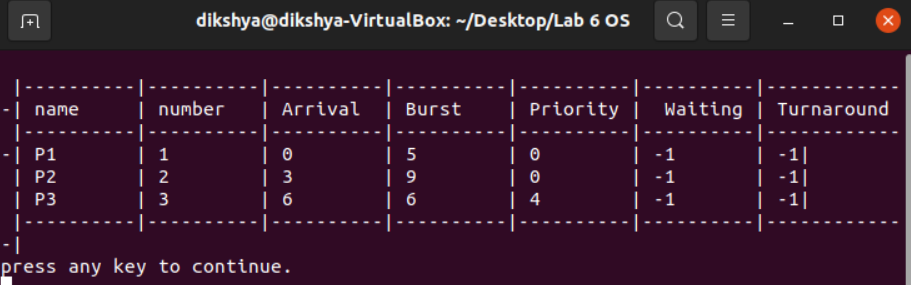 dikshya@dikshya-VirtualBox: ~/Desktop/Lab 6 OS
|----------|----------|----------|----------|----------|----------|------------
-| name | number | Arrival | Burst | Priority | Waiting | Turnaround
|----------|----------|----------|----------|----------|----------|------------
-| P1 | 1 | 0 | 5 | 0 | -1 | -1|
| P2 | 2 | 3 | 9 | 0 | -1 | -1|
| P3 | 3 | 6 | 6 | 4 | -1 | -1|
|----------|----------|----------|----------|----------|----------|------------
-|
press any key to continue.